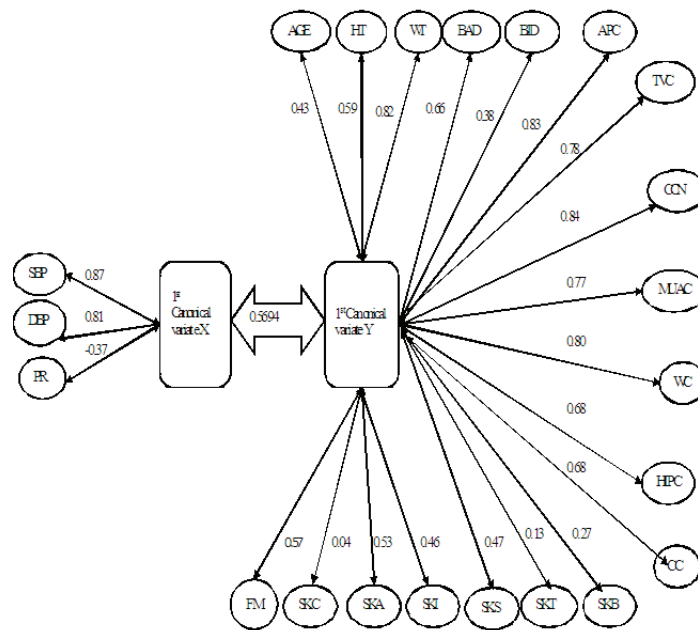 AGE HT WT BAD BID APC
TVC
0.43 0.59 0.82 0.66 0.38 0.83
0.78
CCN
0.84
MUAC
0.77
SBP
0.87
DBP
0.81
PR
-0.37
1st
Canonical
variate X
0.5694
1st Canonical
variate Y
0.80
WC
0.68
HIPC
0.68
CC
0.57 0.04 0.53 0.46 0.47 0.13 0.27
FM SKC SKA SKI SKS SKT SKB